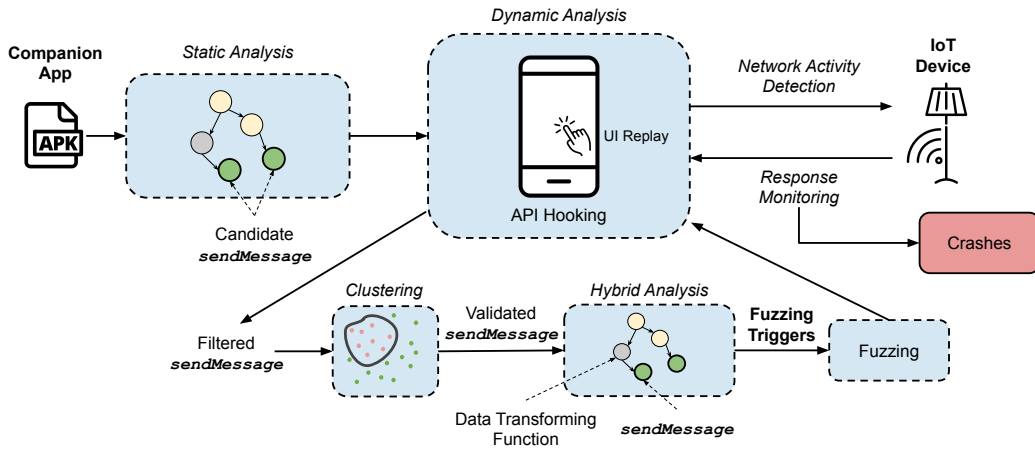 Companion
App
APK
Static Analysis
Candidate
sendMessage
Dynamic Analysis
UI Replay
API Hooking
Network Activity
Detection
IoT
Device
Response
Monitoring
Crashes
Filtered
sendMessage
Clustering
Validated
sendMessage
Hybrid Analysis
Data Transforming
Function
sendMessage
Fuzzing
Triggers
Fuzzing